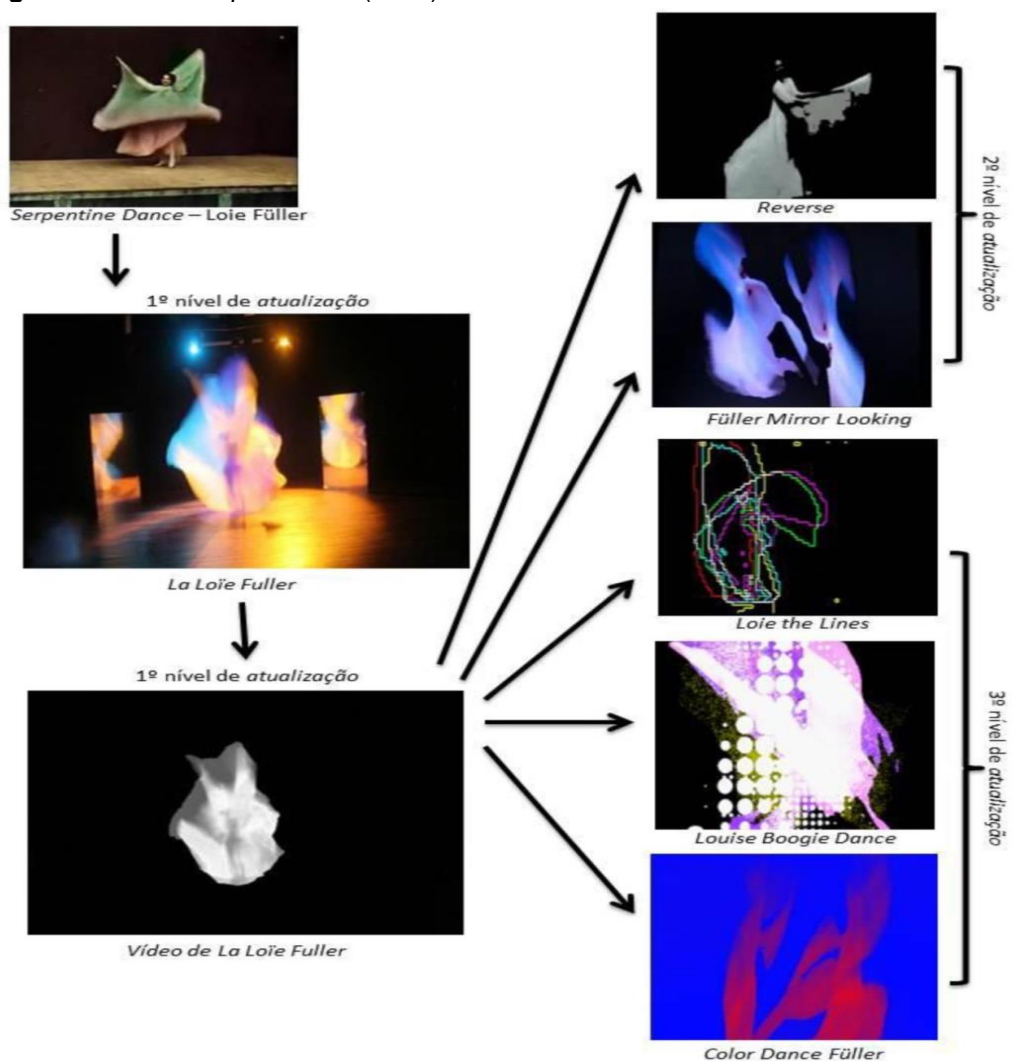 Serpentine Dance – Loie Füller
1º nível de atualização
La Loïe Fuller
1º nível de atualização
Vídeo de La Loïe Fuller
Reverse
Füller Mirror Looking
2º nível de atualização
Loie the Lines
Louise Boogie Dance
Color Dance Füller
3º nível de atualização